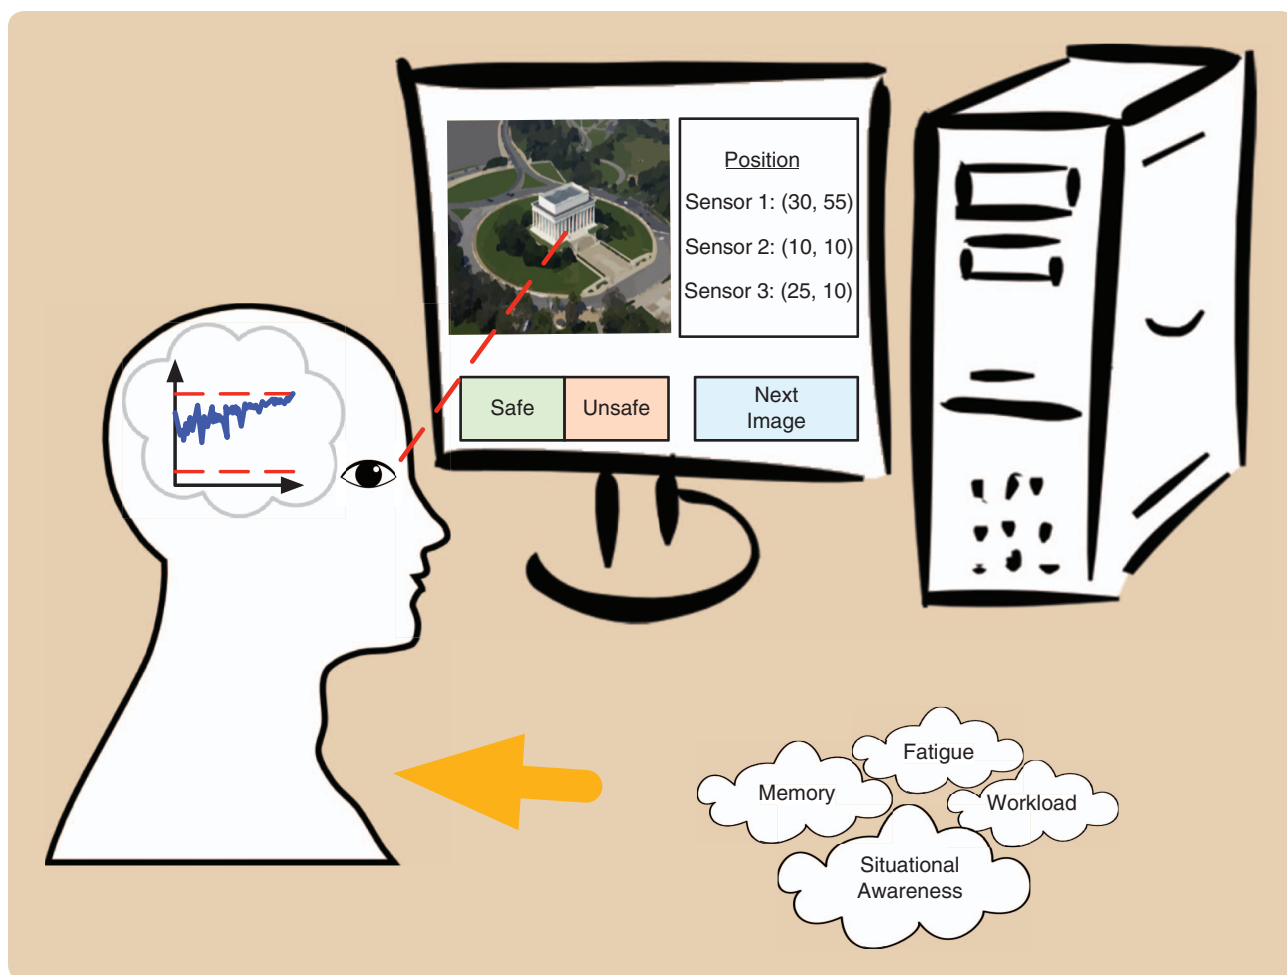 Position
Sensor 1: (30, 55)
Sensor 2: (10, 10)
Sensor 3: (25, 10)
Safe
Unsafe
Next
Image
Fatigue
Memory
Workload
Situational
Awareness